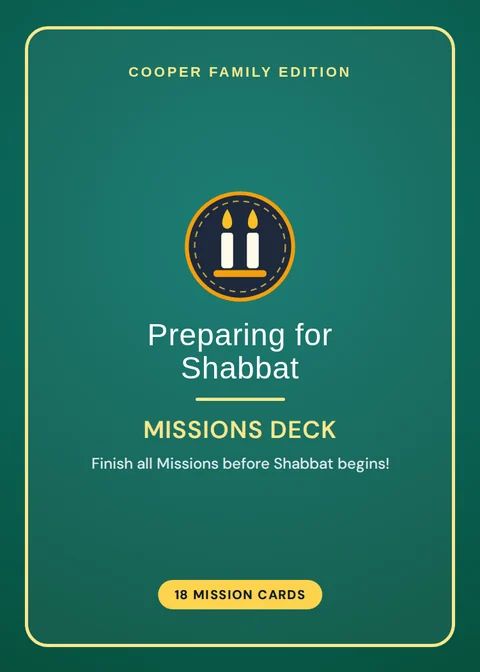 COOPER FAMILY EDITION
Preparing for
Shabbat
MISSIONS DECK
Finish all Missions before Shabbat begins!
18 MISSION CARDS